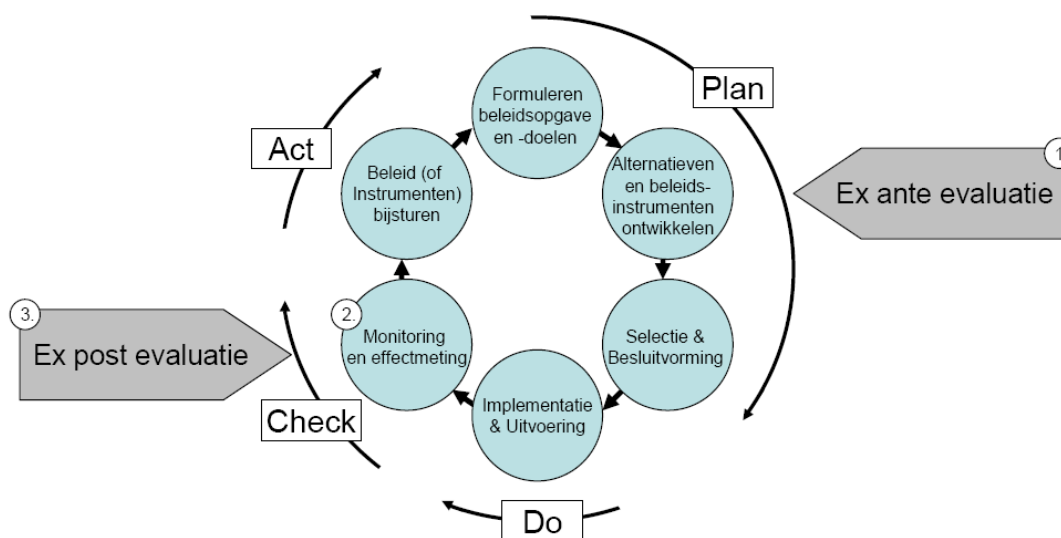 Plan
Act
Formuleren
beleidsopgave
en -doelen
Beleid (of
Instrumenten)
bijsturen
Alternatieven
en beleids-
instrumenten
ontwikkelen
1
Ex ante evaluatie
3.
Ex post evaluatie
2.
Monitoring
en effectmeting
Selectie &
Besluitvorming
Implementatie
& Uitvoering
Check
Do